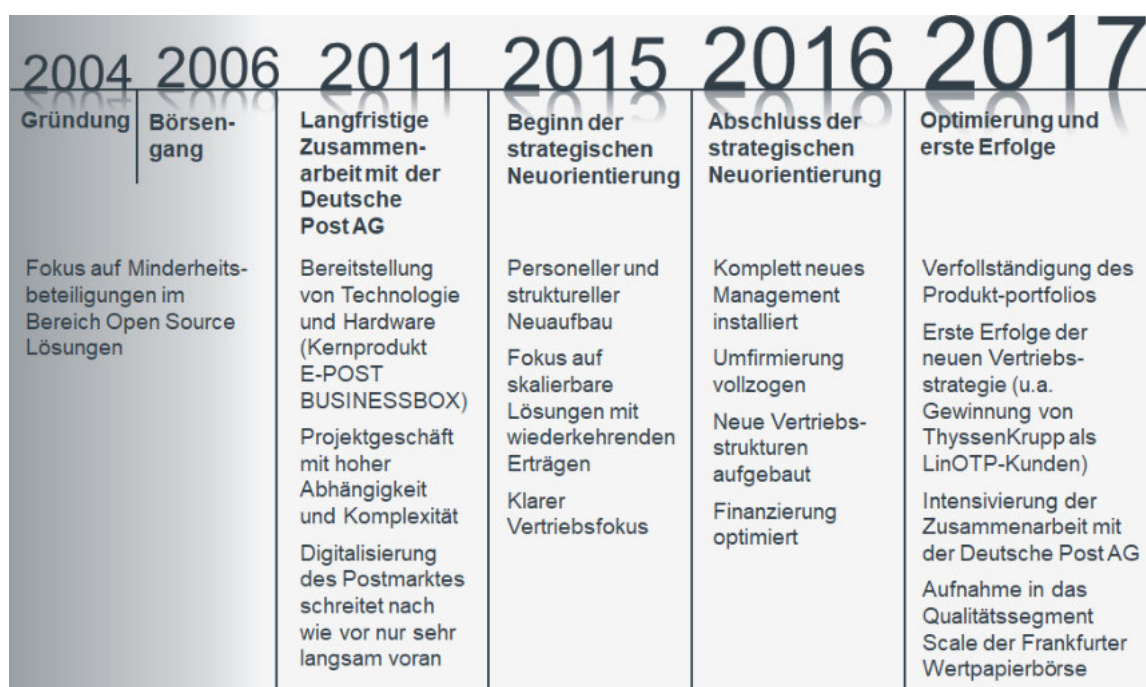 2004
Gründung
2006
Börsen-
gang
Fokus auf Minderheits-
beteiligungen im
Bereich Open Source
Lösungen
2011
Langfristige
Zusammen-
arbeit mit der
Deutsche
Post AG
Bereitstellung
von Technologie
und Hardware
(Kernprodukt
E-POST
BUSINESSBOX)
Projektgeschäft
mit hoher
Abhängigkeit
und Komplexität
Digitalisierung
des Postmarktes
schreitet nach
wie vor nur sehr
langsam voran
2015
Beginn der
strategischen
Neuorientierung
Personeller und
struktureller
Neuaufbau
Fokus auf
skalierbare
Lösungen mit
wiederkehrenden
Erträgen
Klarer
Vertriebsfokus
2016
Abschluss der
strategischen
Neuorientierung
Komplett neues
Management
installiert
Umfirmierung
vollzogen
Neue Vertriebs-
strukturen
aufgebaut
Finanzierung
optimiert
2017
Optimierung und
erste Erfolge
Verfollständigung des
Produkt-portfolios
Erste Erfolge der
neuen Vertriebs-
strategie (u.a.
Gewinnung von
ThyssenKrupp als
LinOTP-Kunden)
Intensivierung der
Zusammenarbeit mit
der Deutsche Post AG
Aufnahme in das
Qualitätssegment
Scale der Frankfurter
Wertpapierbörse